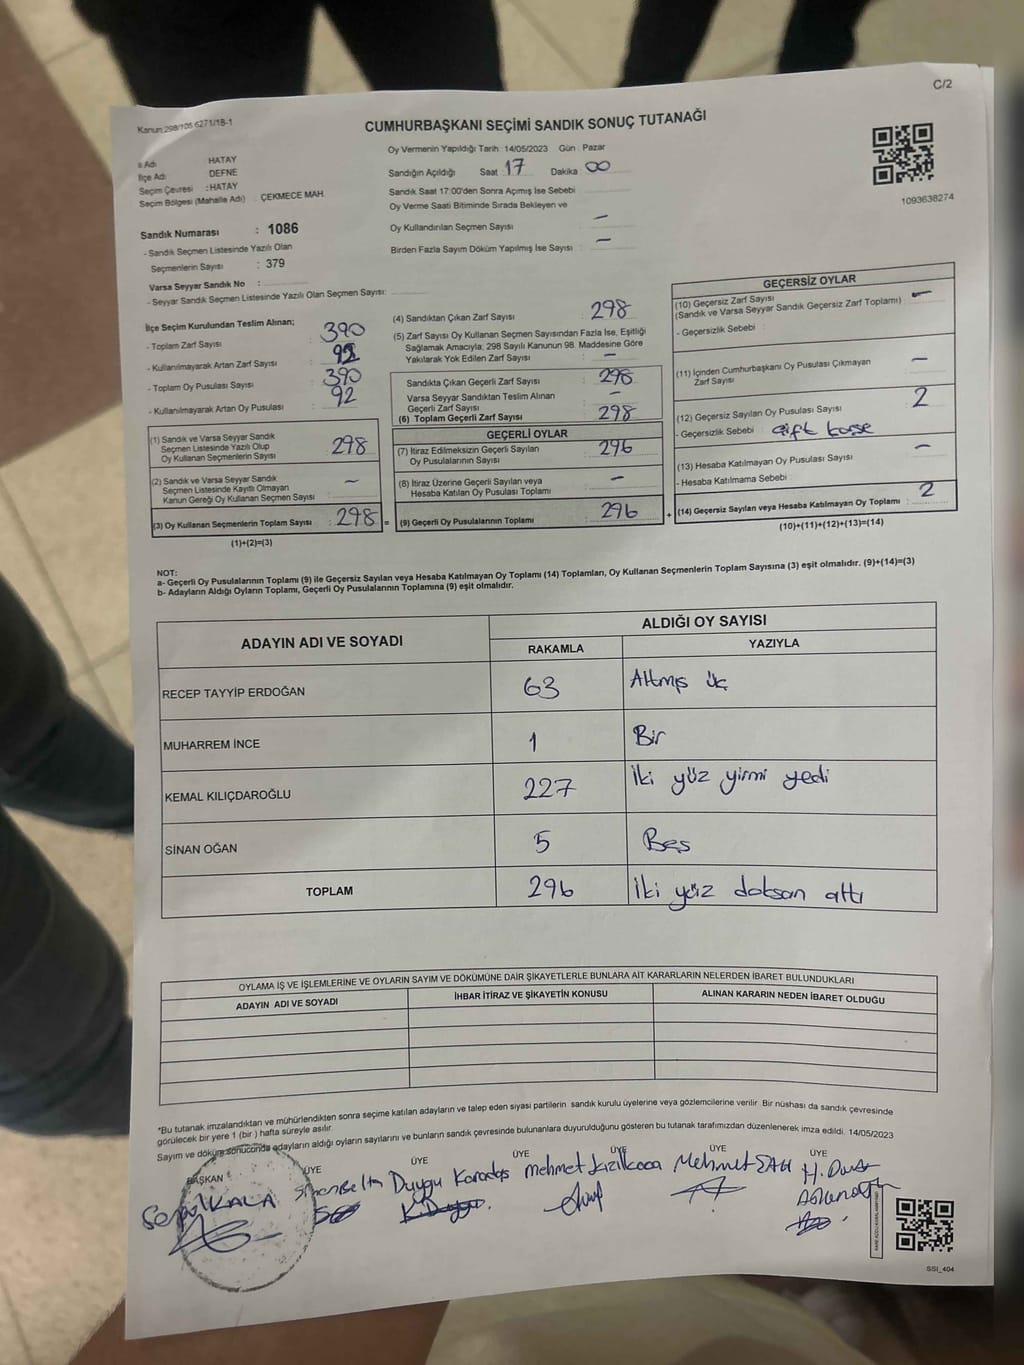 C/2
Kanun:298/105 6271/18-1
CUMHURBAŞKANI SEÇİMİ SANDIK SONUÇ TUTANAĞI
İl Adı HATAY
İlçe Adı DEFNE
Seçim Çevresi : HATAY
Seçim Bölgesi (Mahalle Adı) : ÇEKMECE MAH.
Oy Vermenin Yapıldığı Tarih : 14/05/2023 Gün : Pazar
Sandığın Açıldığı Saat 17 Dakika 00
Sandık Saat 17:00'den Sonra Açımış İse Sebebi
Oy Verme Saati Bitiminde Sırada Bekleyen ve
Oy Kullandırılan Seçmen Sayısı —
Birden Fazla Sayım Döküm Yapılmış İse Sayısı —
1093638274
Sandık Numarası : 1086
- Sandık Seçmen Listesinde Yazılı Olan
Seçmenlerin Sayısı : 379
Varsa Seyyar Sandık No :
- Seyyar Sandık Seçmen Listesinde Yazılı Olan Seçmen Sayısı:
İlçe Seçim Kurulundan Teslim Alınan;
- Toplam Zarf Sayısı : 390
- Kullanılmayarak Artan Zarf Sayısı : 92
- Toplam Oy Pusulası Sayısı : 390
- Kullanılmayarak Artan Oy Pusulası : 92
(1) Sandık ve Varsa Seyyar Sandık
Seçmen Listesinde Yazılı Olup
Oy Kullanan Seçmenlerin Sayısı 298
(2) Sandık ve Varsa Seyyar Sandık
Seçmen Listesinde Kayıtlı Olmayan
Kanun Gereği Oy Kullanan Seçmen Sayısı —
(3) Oy Kullanan Seçmenlerin Toplam Sayısı : 298 =
(1)+(2)=(3)
(4) Sandıktan Çıkan Zarf Sayısı : 298
(5) Zarf Sayısı Oy Kullanan Seçmen Sayısından Fazla İse, Eşitliği
Sağlamak Amacıyla, 298 Sayılı Kanunun 98. Maddesine Göre
Yakılarak Yok Edilen Zarf Sayısı : —
Sandıkta Çıkan Geçerli Zarf Sayısı 298
Varsa Seyyar Sandıktan Teslim Alınan
Geçerli Zarf Sayısı —
(6) Toplam Geçerli Zarf Sayısı : 298
GEÇERLİ OYLAR
(7) İtiraz Edilmeksizin Geçerli Sayılan
Oy Pusulalarının Sayısı 296
(8) İtiraz Üzerine Geçerli Sayılan veya
Hesaba Katılan Oy Pusulası Toplamı : —
(9) Geçerli Oy Pusulalarının Toplamı : 296 +
GEÇERSİZ OYLAR
(10) Geçersiz Zarf Sayısı
(Sandık ve Varsa Seyyar Sandık Geçersiz Zarf Toplamı) : —
- Geçersizlik Sebebi :
(11) İçinden Cumhurbaşkanı Oy Pusulası Çıkmayan
Zarf Sayısı —
(12) Geçersiz Sayılan Oy Pusulası Sayısı : 2
- Geçersizlik Sebebi : Çift kaşe
(13) Hesaba Katılmayan Oy Pusulası Sayısı : —
- Hesaba Katılmama Sebebi :
(14) Geçersiz Sayılan veya Hesaba Katılmayan Oy Toplamı : 2
(10)+(11)+(12)+(13)=(14)
NOT:
a- Geçerli Oy Pusulalarının Toplamı (9) ile Geçersiz Sayılan veya Hesaba Katılmayan Oy Toplamı (14) Toplamları, Oy Kullanan Seçmenlerin Toplam Sayısına (3) eşit olmalıdır. (9)+(14)=(3)
b- Adayların Aldığı Oyların Toplamı, Geçerli Oy Pusulalarının Toplamına (9) eşit olmalıdır.
ADAYIN ADI VE SOYADI ALDIĞI OY SAYISI
RAKAMLA YAZIYLA
RECEP TAYYİP ERDOĞAN 63 Altmış üç
MUHARREM İNCE 1 Bir
KEMAL KILIÇDAROĞLU 227 İki yüz yirmi yedi
SİNAN OĞAN 5 Beş
TOPLAM 296 İki yüz doksan altı
OYLAMA İŞ VE İŞLEMLERİNE VE OYLARIN SAYIM VE DÖKÜMÜNE DAİR ŞİKAYETLERLE BUNLARA AİT KARARLARIN NELERDEN İBARET BULUNDUKLARI
ADAYIN ADI VE SOYADI İHBAR İTİRAZ VE ŞİKAYETİN KONUSU ALINAN KARARIN NEDEN İBARET OLDUĞU
*Bu tutanak imzalandıktan ve mühürlendikten sonra seçime katılan adayların ve talep eden siyasi partilerin sandık kurulu üyelerine veya gözlemcilerine verilir. Bir nüshası da sandık çevresinde
görülecek bir yere 1 (bir) hafta süreyle asılır.
Sayım ve döküm sonucunda adayların aldığı oyların sayılarını ve bunların sandık çevresinde bulunanlara duyurulduğunu gösteren bu tutanak tarafımızdan düzenlenerek imza edildi. 14/05/2023
BAŞKAN ÜYE ÜYE ÜYE ÜYE ÜYE
KALA Duygu Karadaş Mehmet Kızılkoca Mehmet
SSI_404